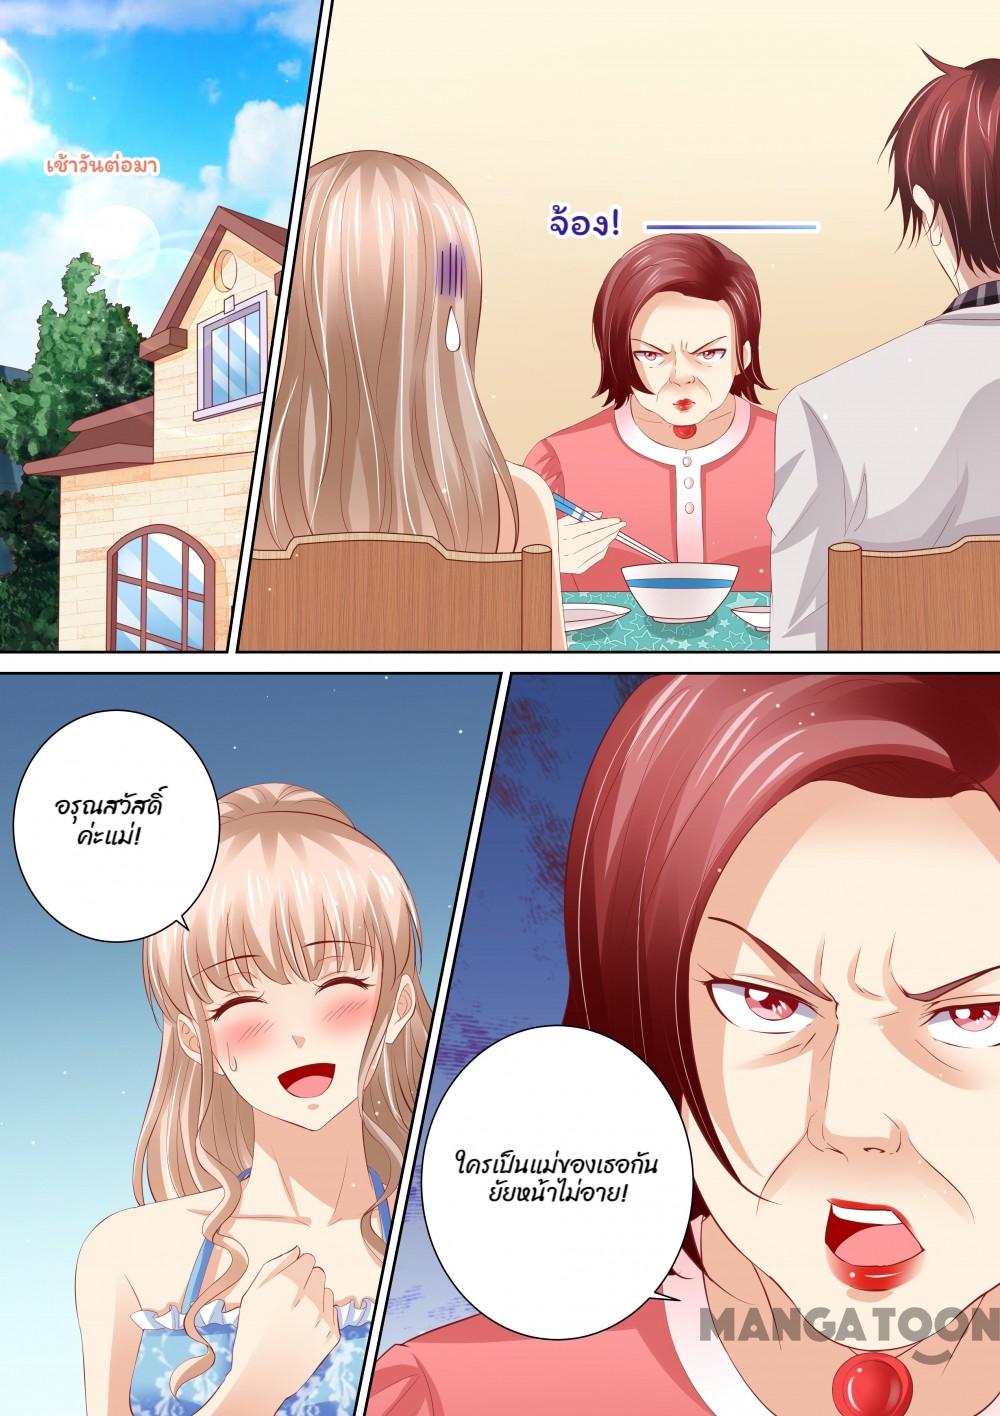 เช้าวันต่อมา
จ้อง!
อรุณสวัสดิ์
ค่ะแม่!
ใครเป็นแม่ของเธอกัน
ยัยหน้าไม่อาย!
MANGATOON